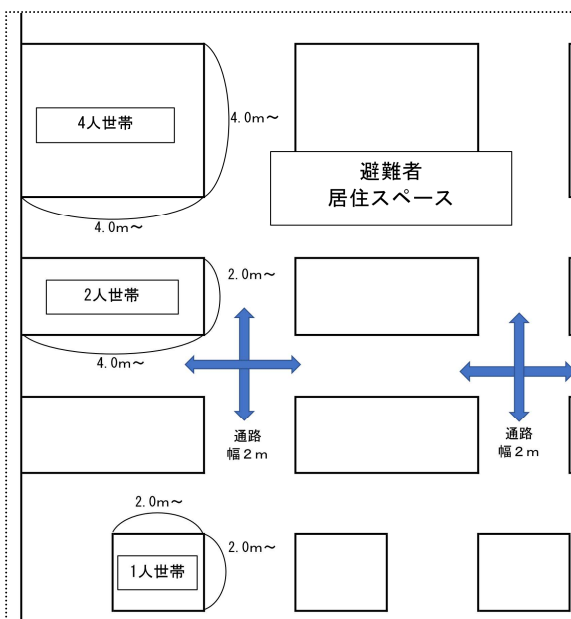 4人世帯
4.0m～
避難者
居住スペース
4.0m～
2人世帯
2.0m～
4.0m～
通路
幅２ｍ
通路
幅２ｍ
2.0m～
2.0m～
1人世帯